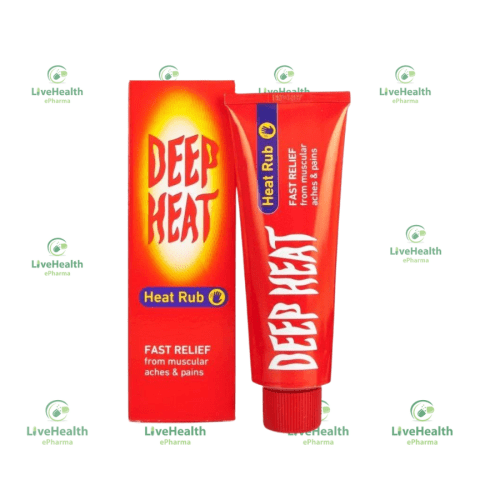 LiveHealth
ePharma
LiveHealth
ePharma
LiveHealth
ePharma
LiveHealth
ePharma
DEEP
HEAT
Heat Rub
FAST RELIEF
from muscular
aches & pains
DEEP HEAT
Heat Rub
FAST RELIEF
from muscular
aches & pains
LiveHealth
ePharma
LiveHealth
ePharma
LiveHealth
ePharma
LiveHealth
ePharma
LiveHealth
ePharma
LiveHealth
ePharma